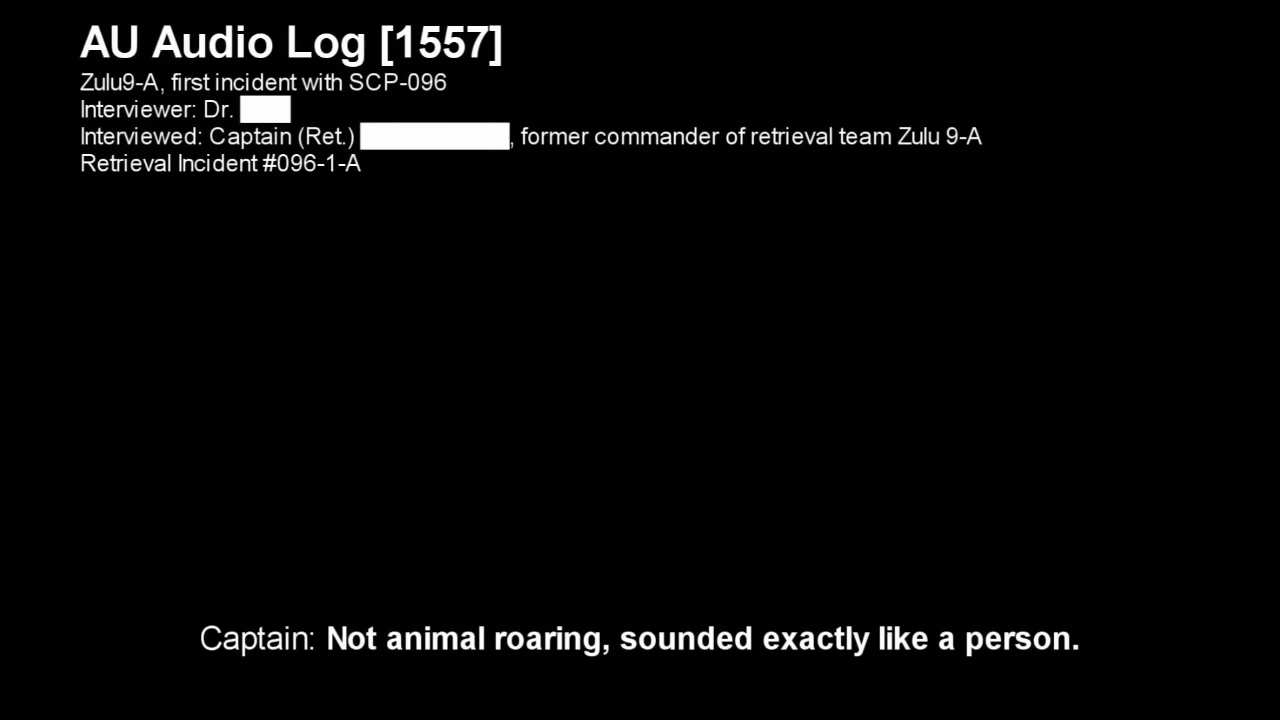 AU Audio Log [1557]
Zulu9-A, first incident with SCP-096
Interviewer: Dr.
Interviewed: Captain (Ret.) , former commander of retrieval team Zulu 9-A
Retrieval Incident #096-1-A
Captain: Not animal roaring, sounded exactly like a person.